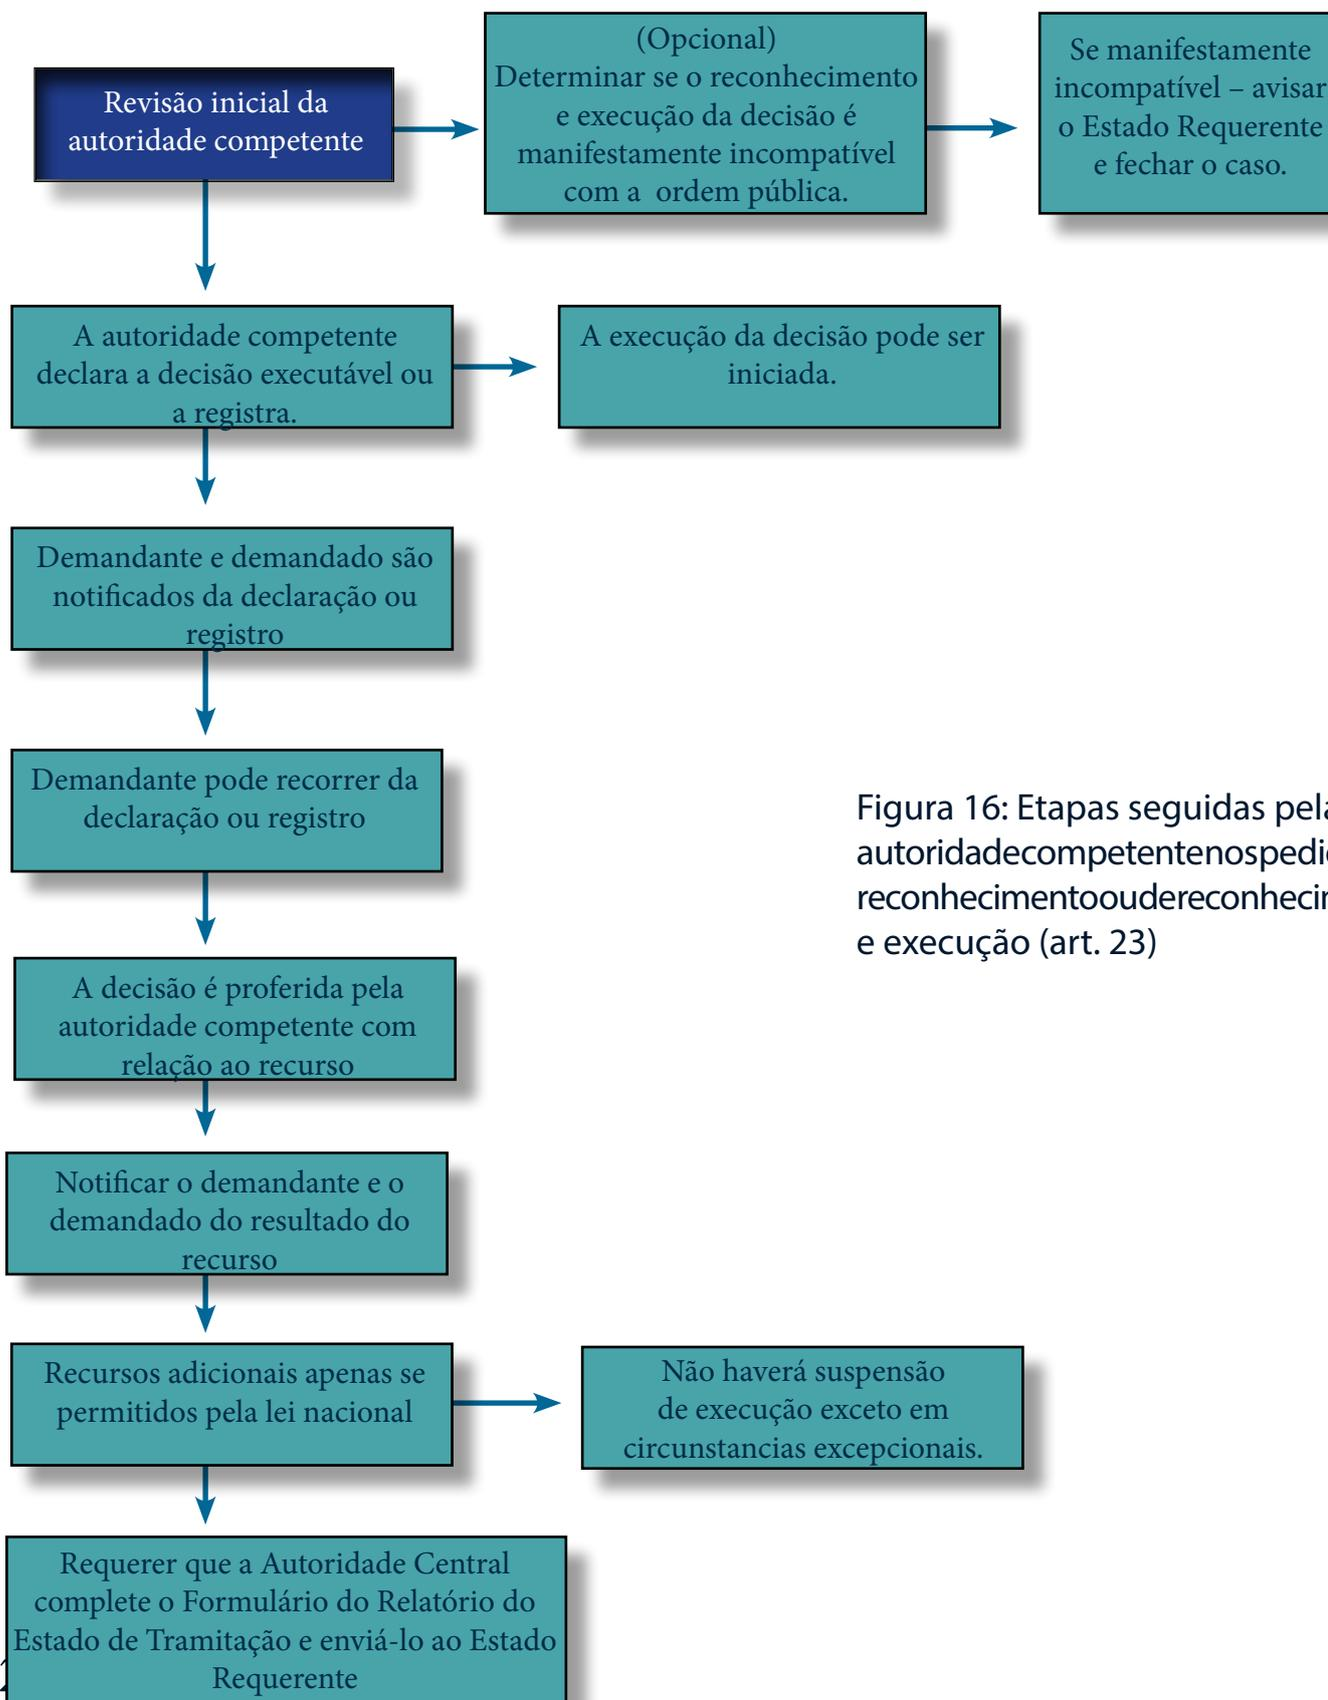 Revisão inicial da
autoridade competente
(Opcional)
Determinar se o reconhecimento
e execução da decisão é
manifestamente incompatível
com a ordem pública.
Se manifestamente
incompatível – avisar
o Estado Requerente
e fechar o caso.
A autoridade competente
declara a decisão executável ou
a registra.
A execução da decisão pode ser
iniciada.
Demandante e demandado são
notificados da declaração ou
registro
Demandante pode recorrer da
declaração ou registro
Figura 16: Etapas seguidas
autoridadecompetentenos
reconhecimentooude
e execução (art. 23)
A decisão é proferida pela
autoridade competente com
relação ao recurso
Notificar o demandante e o
demandado do resultado do
recurso
Recursos adicionais apenas se
permitidos pela lei nacional
Não haverá suspensão
de execução exceto em
circunstancias excepcionais.
Requerer que a Autoridade Central
complete o Formulário do Relatório do
Estado de Tramitação e enviá-lo ao Estado
Requerente